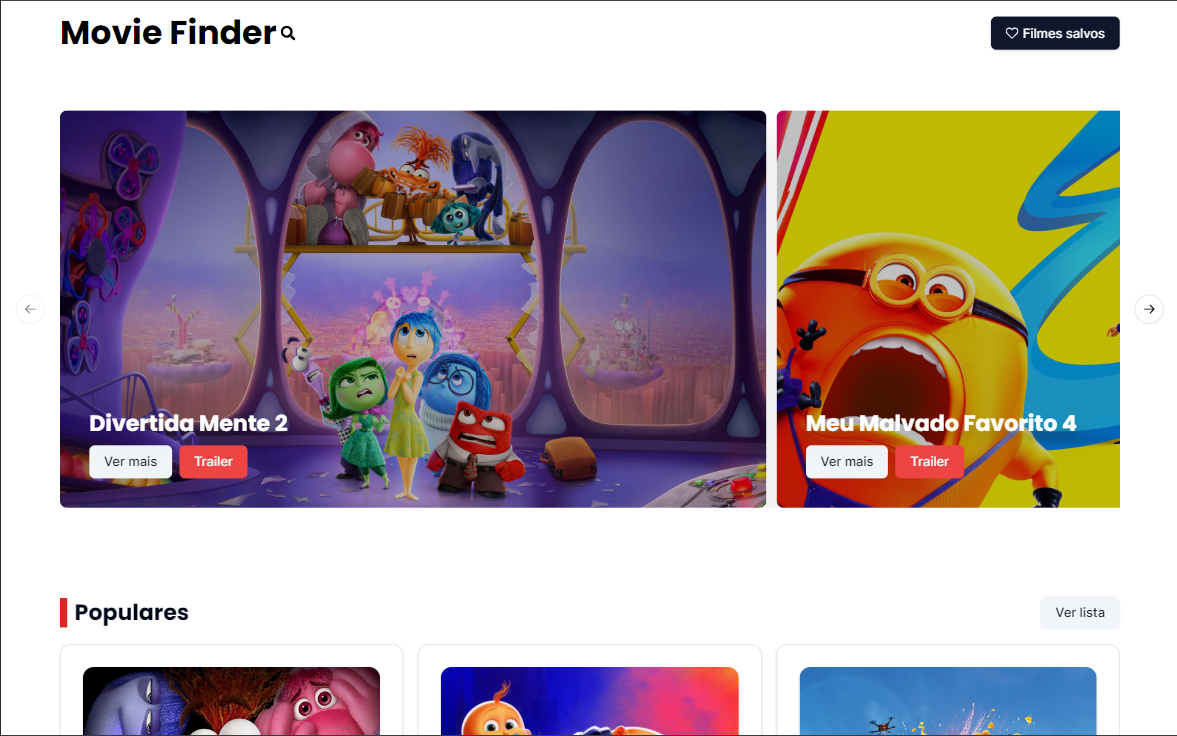 Movie Finder
Filmes salvos
Divertida Mente 2
Ver mais
Trailer
Meu Malvado Favorito 4
Ver mais
Trailer
Populares
Ver lista